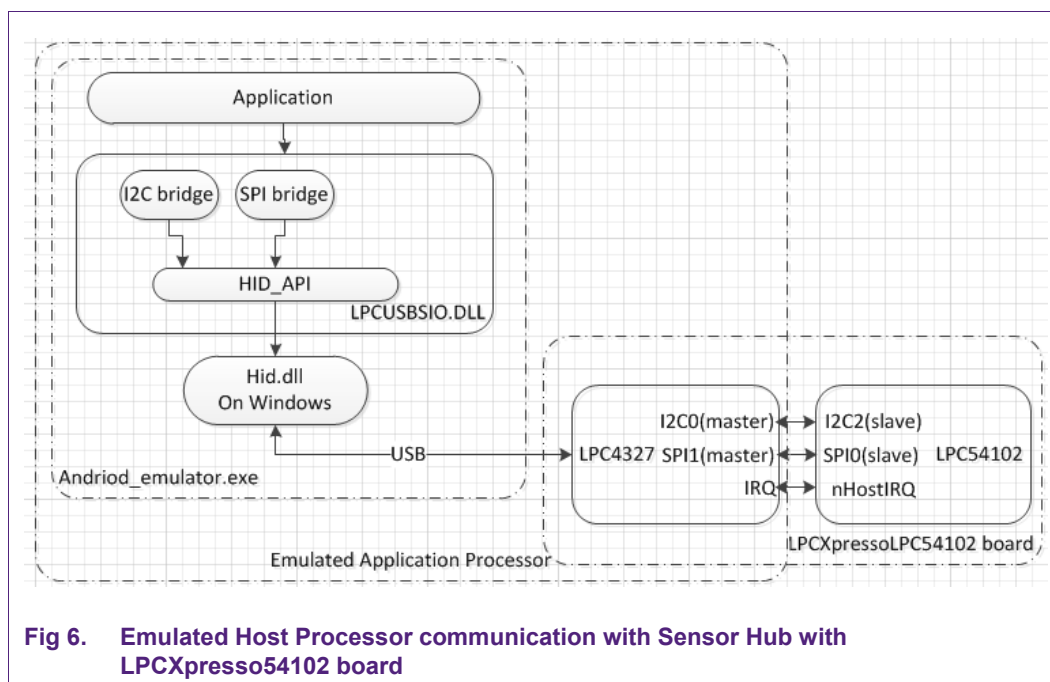 Application
I2C bridge
SPI bridge
HID_API
LPCUSBSIO.DLL
Hid.dll
On Windows
USB
Andriod_emulator.exe
Emulated Application Processor
I2C0(master)
LPC4327 SPI1(master)
IRQ
I2C2(slave)
SPI0(slave) LPC54102
nHostIRQ
LPCXpressoLPC54102 board
Fig 6. Emulated Host Processor communication with Sensor Hub with
LPCXpresso54102 board